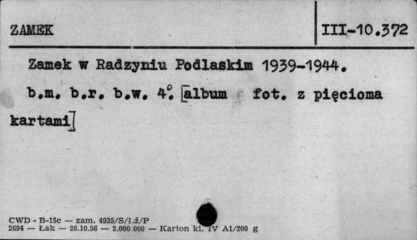 ZAMEK III-10.372
Zamek w Radzyniu Podlaskim 1939-1944.
b.m. b.r. b.w. 4°. [album fot. z pięcioma
kartami]
CWD - B-15c — zam. 4925/S/1.ż/P
2694 — Łak — 26.10.56 — 2.000 000 — Karton kl. IV A1/200 g